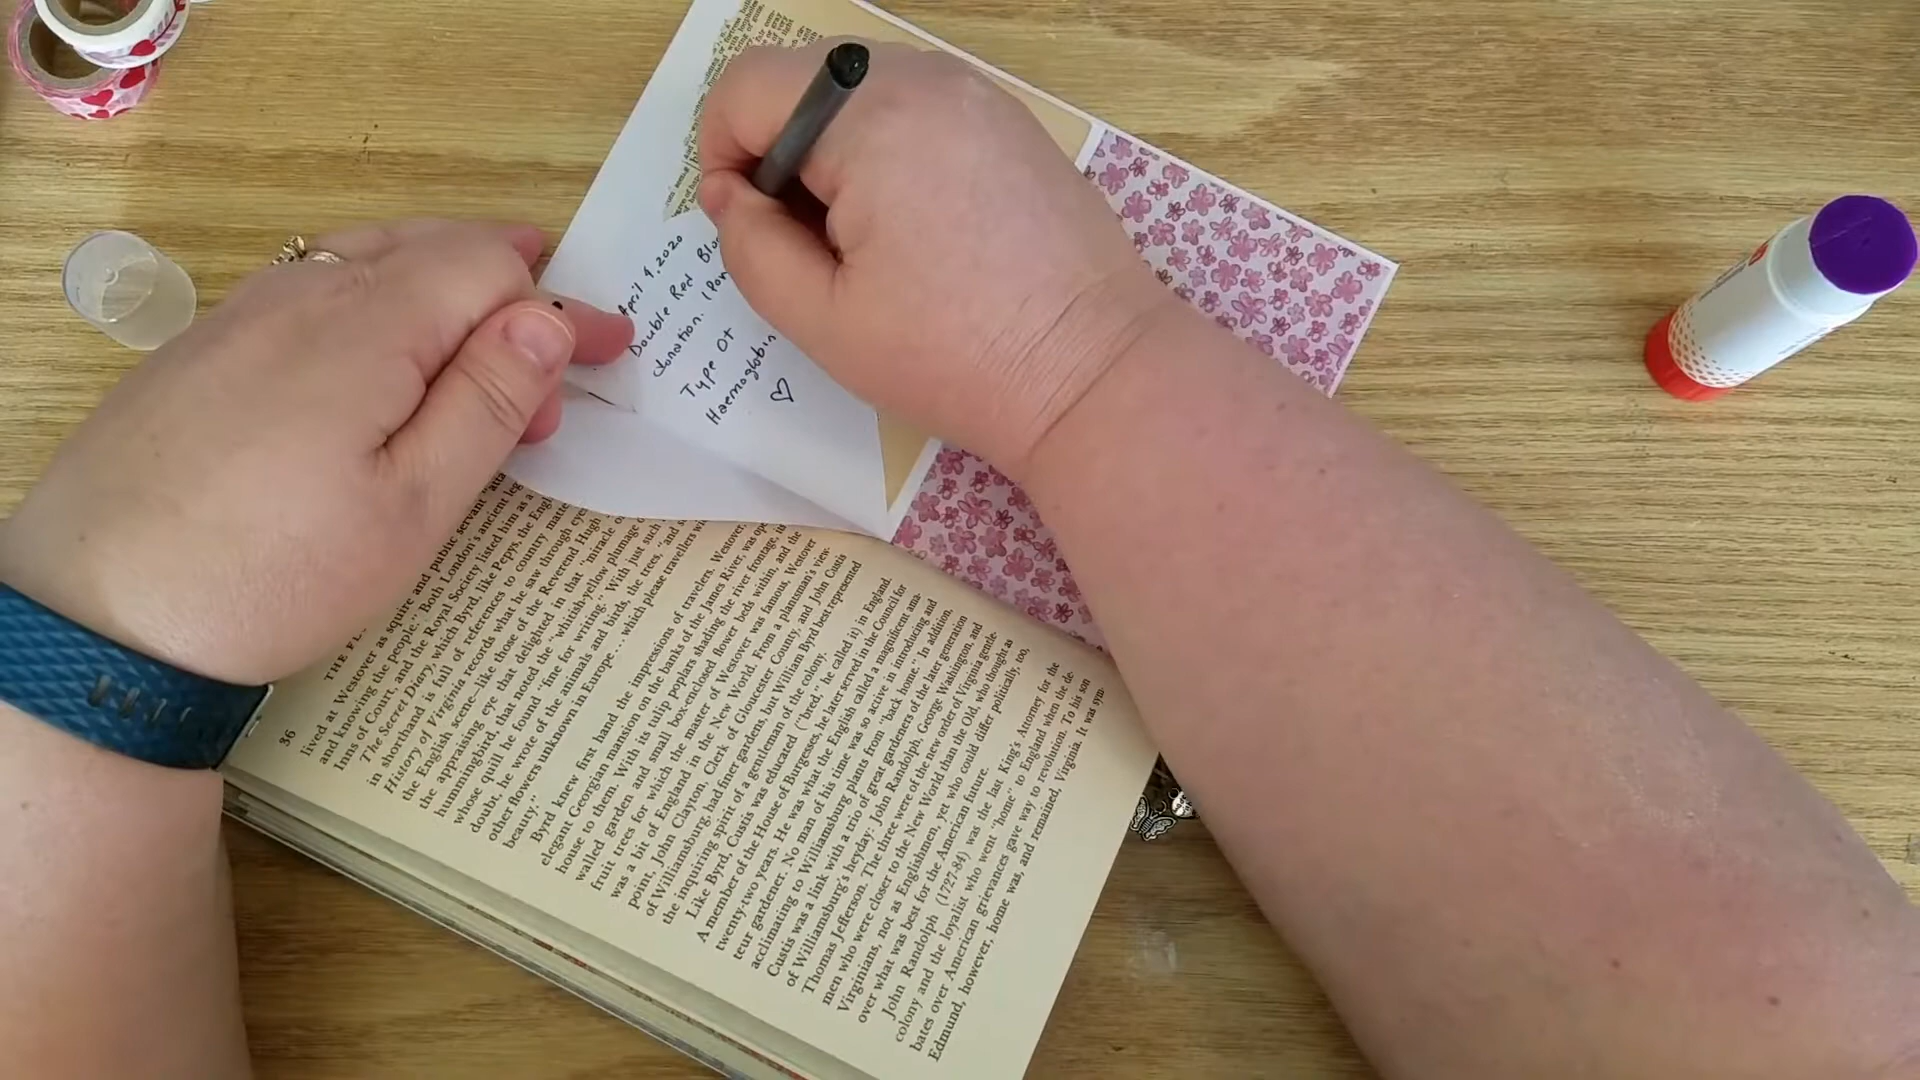 April 4, 2020
Double Red
donation.
Type O+
Haemoglobin
36
lived at Westover as squire and public servant "atta
and knowing the people." Both London's ancient leg
Inns of Court, and the Royal Society listed him as a
The Secret Diary, which Byrd, like Pepys, the Engl
in shorthand is full of references to country matte
History of Virginia records what he saw through eye
the English scene—like those of the Reverend Hugh
the appraising eye that delighted in that "miracle o
hummingbird, that noted the "whitish-yellow plumage o
whose quill he found "time for writing." With just such
doubt, he wrote of the animals and birds, the trees, "and s
other flowers unknown in Europe... which please travellers wi
beauty."
Byrd knew first hand the impressions of travelers. Westover,
elegant Georgian mansion on the banks of the James River, was ope
house to them. With its tulip poplars shading the river frontage, it
walled garden and small box-enclosed flower beds within, and the
fruit trees for which the master of Westover was famous, Westover
was a bit of England in the New World. From a plantsman's view-
point, John Clayton, Clerk of Gloucester County, and John Custis
of Williamsburg, had finer gardens, but William Byrd best represented
the inquiring spirit of a gentleman of the colony.
Like Byrd, Custis was educated ("bred," he called it) in England.
A member of the House of Burgesses, he later served in the Council for
twenty-two years. He was what the English called a magnificent ama-
teur gardener. No man of his time was so active in introducing and
acclimating to Williamsburg plants from "back home." In addition,
Custis was a link with a trio of great gardeners of the later generation
of Williamsburg's heyday: John Randolph, George Washington, and
Thomas Jefferson. The three were of the new order of Virginia gentle-
men who were closer to the New World than the Old, who thought as
Virginians, not as Englishmen, yet who could differ politically, too,
over what was best for the American future.
John Randolph (1727-84) was the last King's Attorney for the
colony and the loyalist who went "home" to England when the de-
bates over American grievances gave way to revolution. To his son
Edmund, however, home was, and remained, Virginia. It was sym-